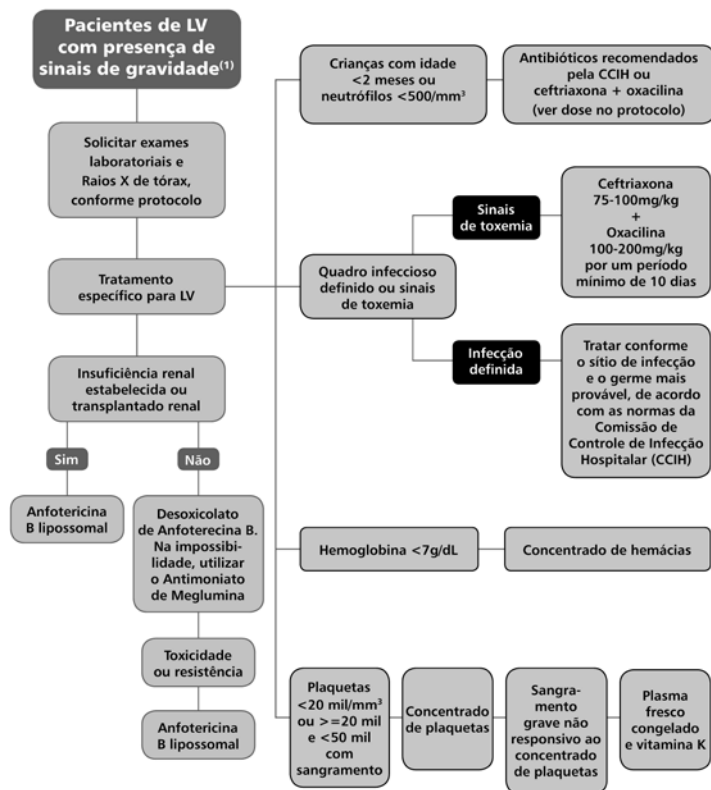 Pacientes de LV
com presença de
sinais de gravidade(1)
Solicitar exames
laboratoriais e
Raios X de tórax,
conforme protocolo
Tratamento
específico para LV
Insuficiência renal
estabelecida ou
transplantado renal
Sim
Não
Anfotericina
B lipossomal
Desoxicolato
de Anfoterecina B.
Na impossibi-
lidade, utilizar
o Antimoniato
de Meglumina
Toxicidade
ou resistência
Anfotericina
B lipossomal
Crianças com idade
<2 meses ou
neutrófilos <500/mm³
Antibióticos recomendados
pela CCIH ou
ceftriaxona + oxacilina
(ver dose no protocolo)
Quadro infeccioso
definido ou sinais
de toxemia
Sinais
de toxemia
Ceftriaxona
75-100mg/kg
+
Oxacilina
100-200mg/kg
por um período
mínimo de 10 dias
Infecção
definida
Tratar conforme
o sítio de infecção
e o germe mais
provável, de acordo
com as normas da
Comissão de
Controle de Infecção
Hospitalar (CCIH)
Hemoglobina <7g/dL
Concentrado de hemácias
Plaquetas
<20 mil/mm³
ou >=20 mil
e <50 mil
com
sangramento
Concentrado
de plaquetas
Sangra-
mento
grave não
responsivo ao
concentrado
de plaquetas
Plasma
fresco
congelado
e vitamina K